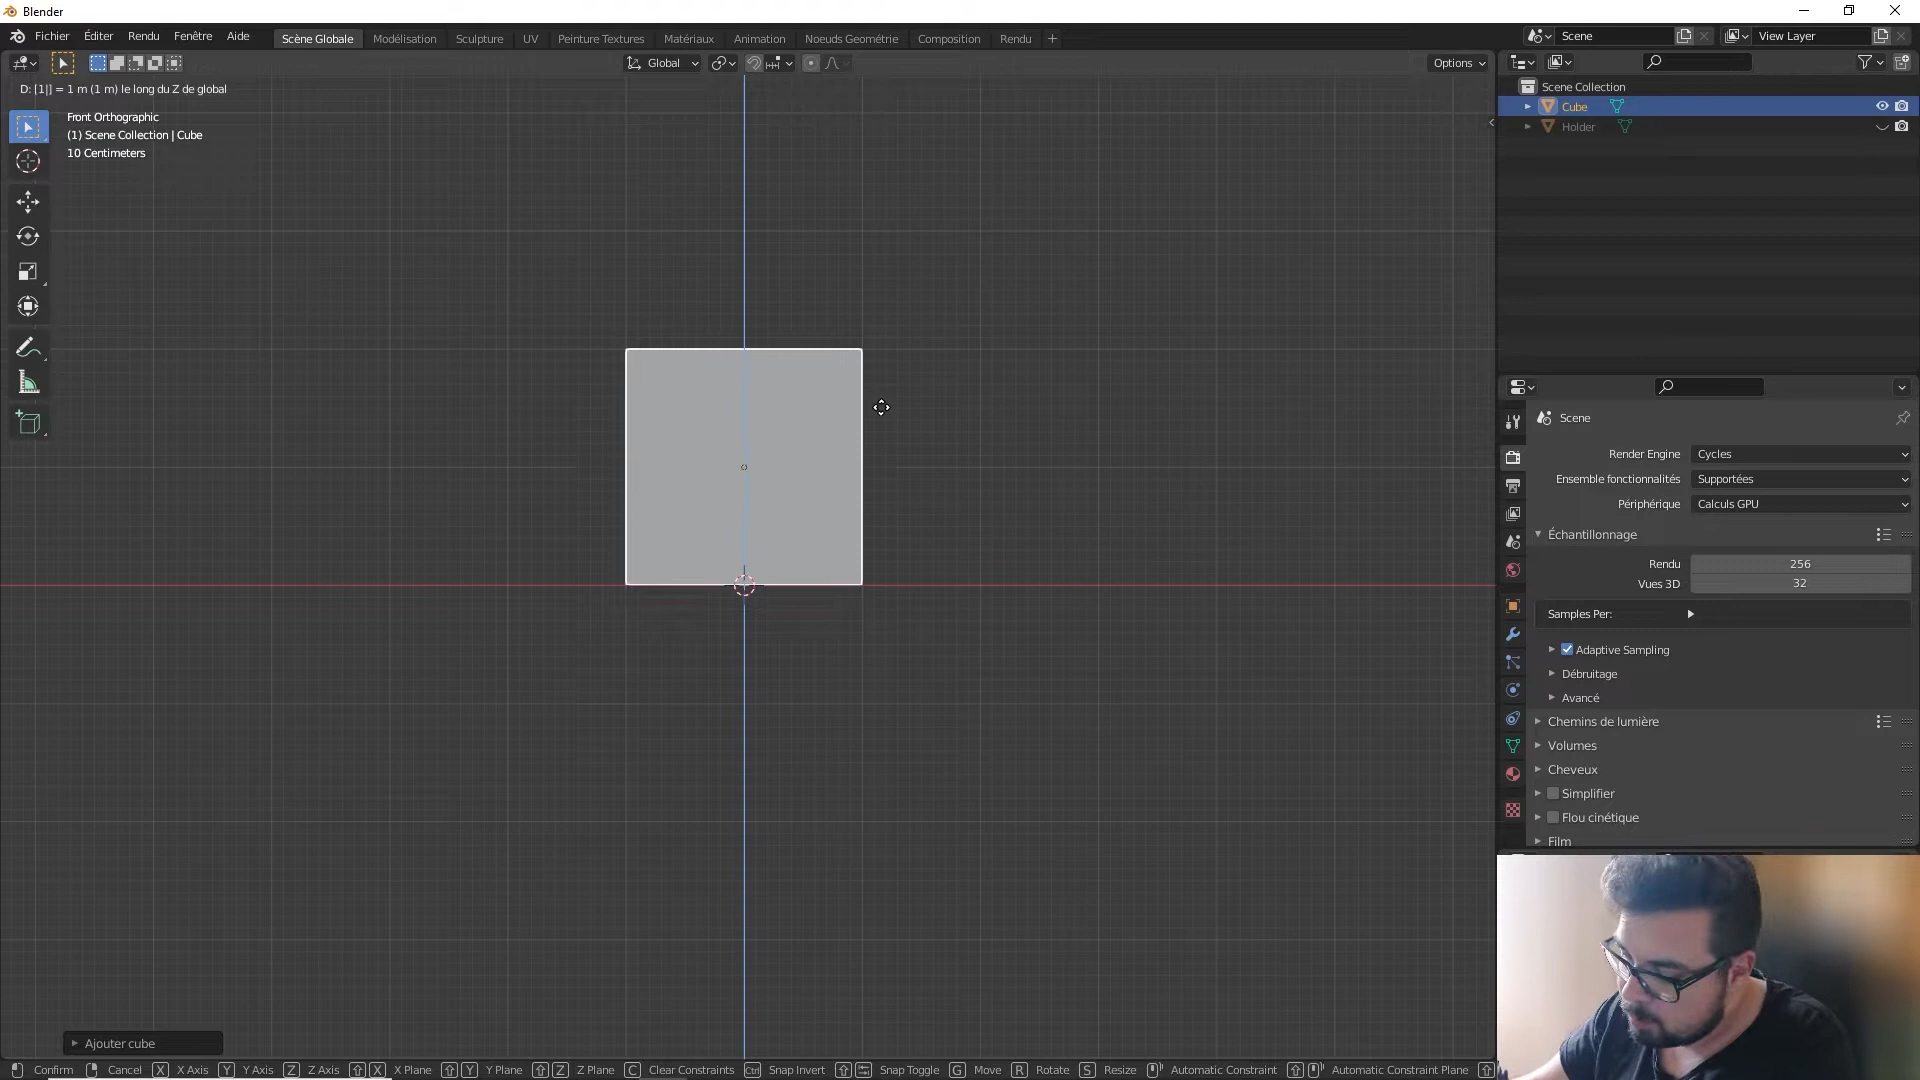 Blender
Fichier Éditer Rendu Fenêtre Aide Scène Globale Modélisation Sculpture UV Peinture Textures Matériaux Animation Noeuds Geométrie Composition Rendu + Scene View Layer
Global Options
D: [1|] = 1 m (1 m) le long du Z de global
Front Orthographic
(1) Scene Collection | Cube
10 Centimeters
Scene Collection
Cube
Holder
Scene
Render Engine Cycles
Ensemble fonctionnalités Supportées
Périphérique Calculs GPU
Échantillonnage
Rendu 256
Vues 3D 32
Samples Per:
Adaptive Sampling
Débruitage
Avancé
Chemins de lumière
Volumes
Cheveux
Simplifier
Flou cinétique
Film
Ajouter cube
Confirm Cancel X X Axis Y Y Axis Z Z Axis X X Plane Y Y Plane Z Z Plane C Clear Constraints Ctrl Snap Invert Snap Toggle G Move R Rotate S Resize Automatic Constraint Automatic Constraint Plane